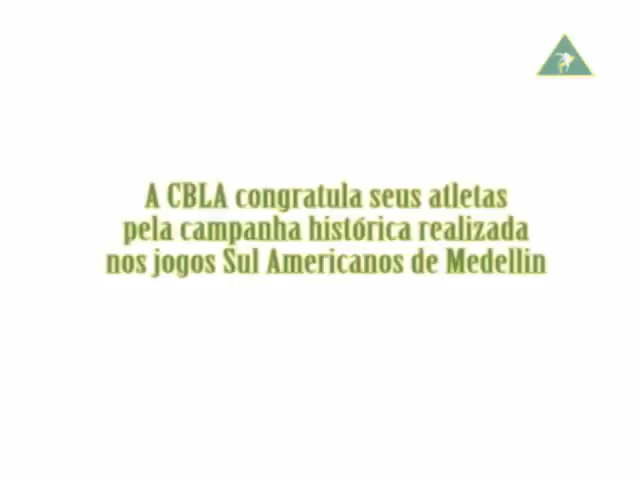 A CBLA congratula seus atletas
pela campanha histórica realizada
nos jogos Sul Americanos de Medellin